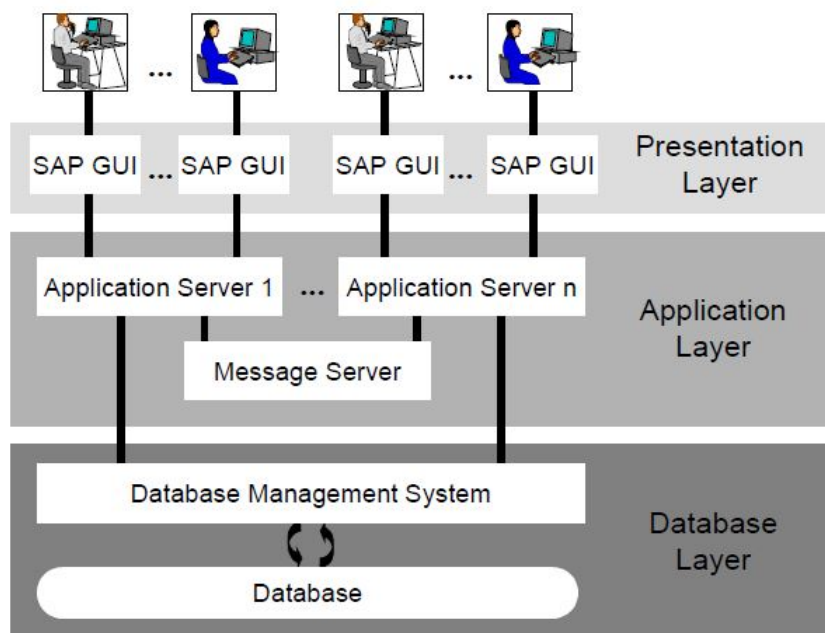 ... ...
SAP GUI ... SAP GUI SAP GUI ... SAP GUI
Presentation
Layer
Application Server 1 ... Application Server n
Application
Layer
Message Server
Database Management System
Database
Layer
Database